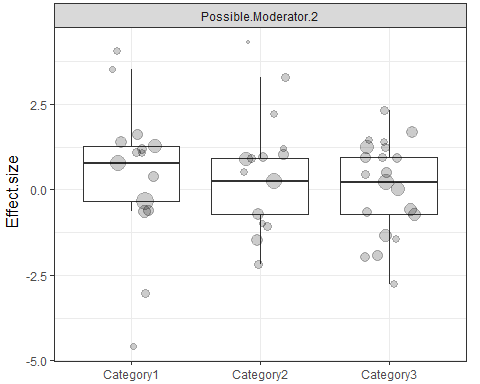 Possible.Moderator.2
Effect.size
2.5
0.0
-2.5
-5.0
Category1 Category2 Category3